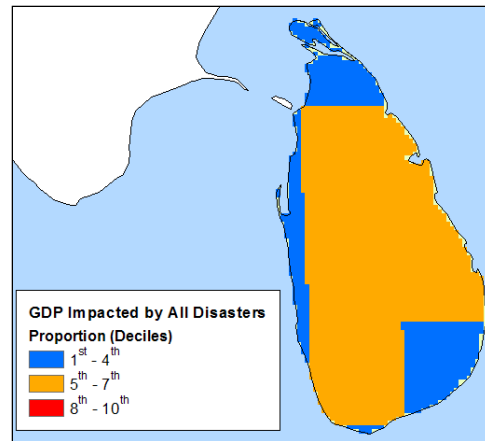 GDP Impacted by All Disasters
Proportion (Deciles)
1st - 4th
5th - 7th
8th - 10th